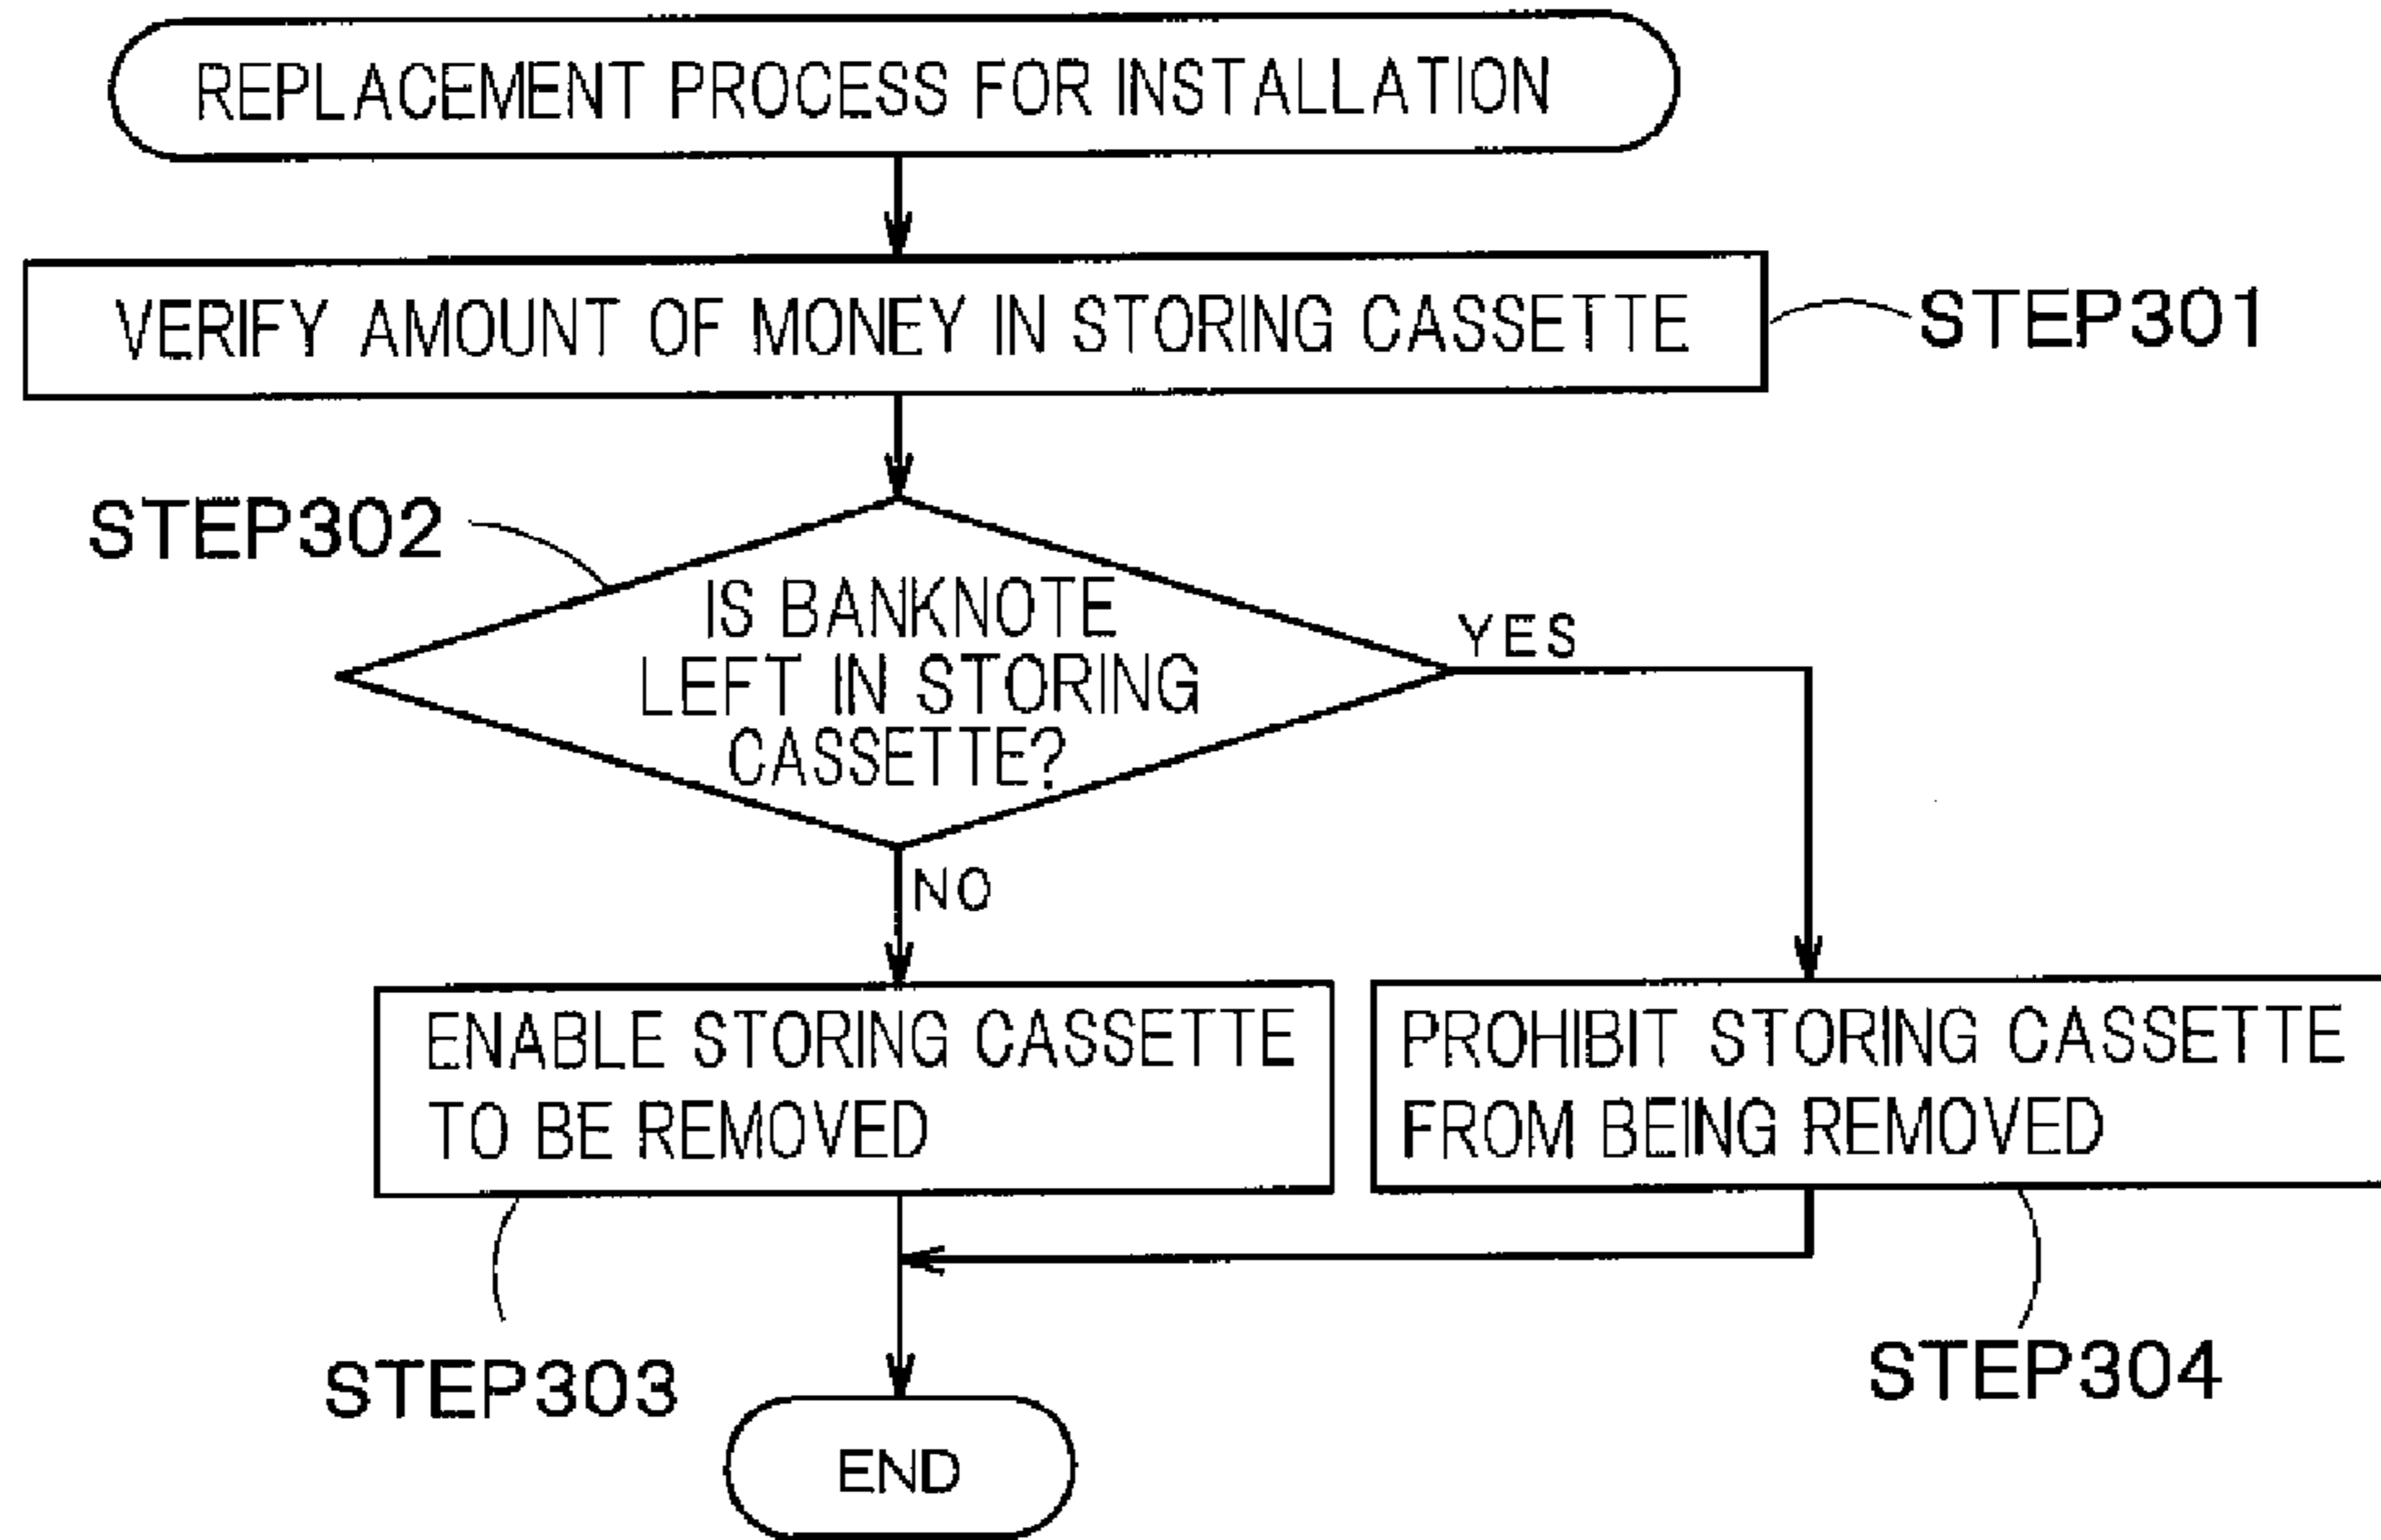 REPLACEMENT PROCESS FOR INSTALLATION
VERIFY AMOUNT OF MONEY IN STORING CASSETTE
STEP301
STEP302
IS BANKNOTE
LEFT IN STORING
CASSETTE?
YES
NO
ENABLE STORING CASSETTE
TO BE REMOVED
PROHIBIT STORING CASSETTE
FROM BEING REMOVED
STEP303
STEP304
END